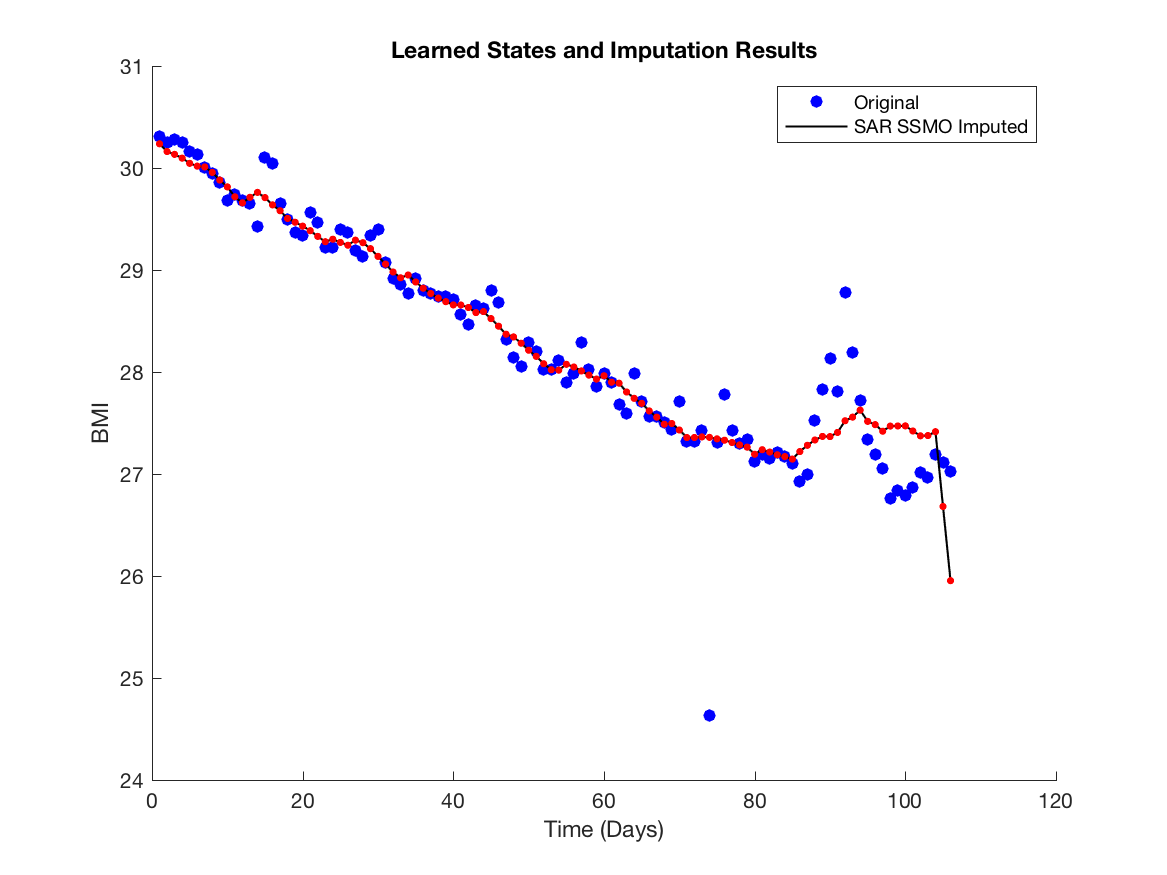 Learned States and Imputation Results
Original
SAR SSMO Imputed
31
30
29
28
27
26
25
24
BMI
0 20 40 60 80 100 120
Time (Days)